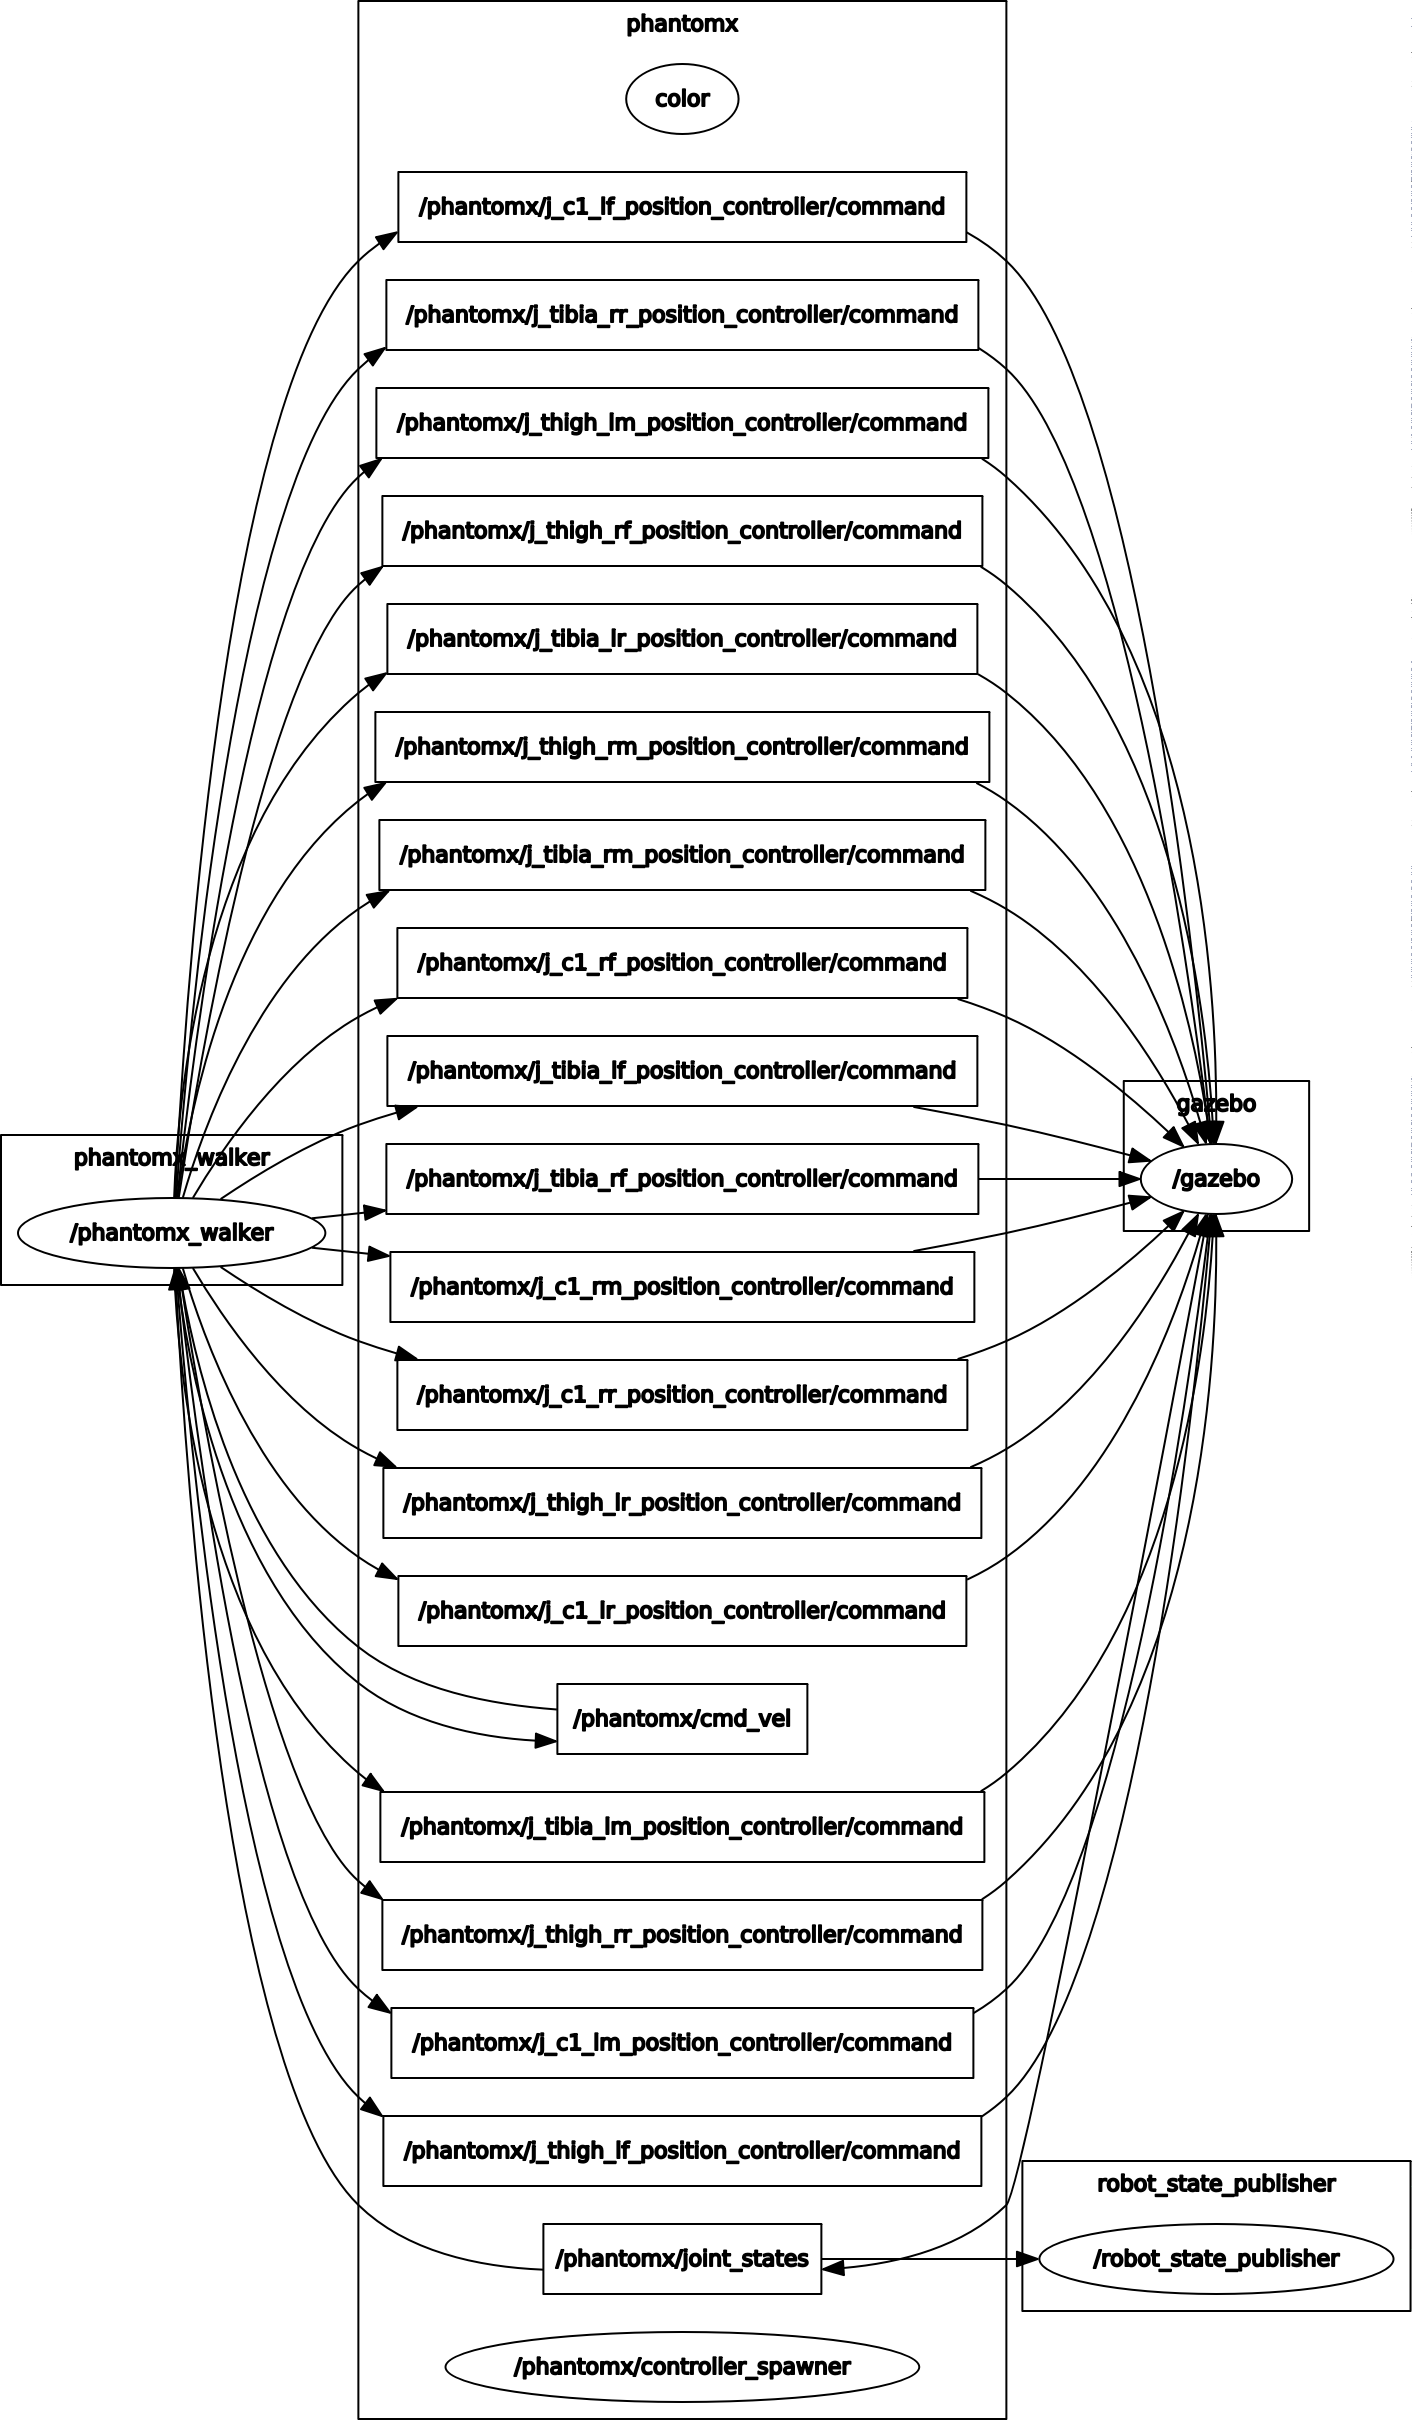 phantomx
color
/phantomx/j_c1_lf_position_controller/command
/phantomx/j_tibia_rr_position_controller/command
/phantomx/j_thigh_lm_position_controller/command
/phantomx/j_thigh_rf_position_controller/command
/phantomx/j_tibia_lr_position_controller/command
/phantomx/j_thigh_rm_position_controller/command
/phantomx/j_tibia_rm_position_controller/command
/phantomx/j_c1_rf_position_controller/command
/phantomx/j_tibia_lf_position_controller/command
gazebo
phantomx_walker
/phantomx/j_tibia_rf_position_controller/command
/gazebo
/phantomx_walker
/phantomx/j_c1_rm_position_controller/command
/phantomx/j_c1_rr_position_controller/command
/phantomx/j_thigh_lr_position_controller/command
/phantomx/j_c1_lr_position_controller/command
/phantomx/cmd_vel
/phantomx/j_tibia_lm_position_controller/command
/phantomx/j_thigh_rr_position_controller/command
/phantomx/j_c1_lm_position_controller/command
/phantomx/j_thigh_lf_position_controller/command
robot_state_publisher
/phantomx/joint_states
/robot_state_publisher
/phantomx/controller_spawner